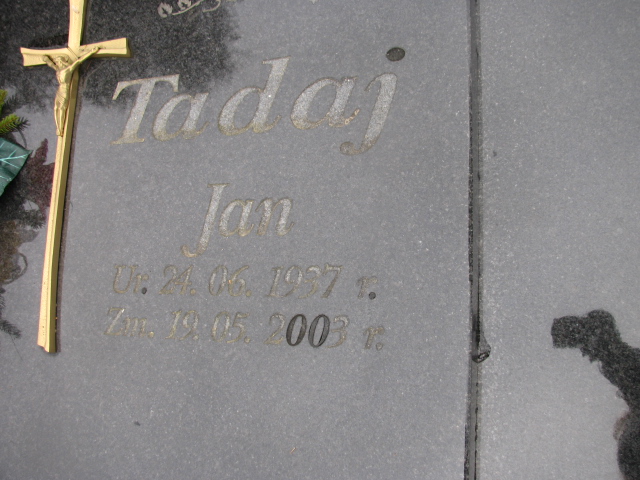 Tadaj
Jan
Ur. 24. 06. 1937 r.
Zm. 19. 05. 2003 r.